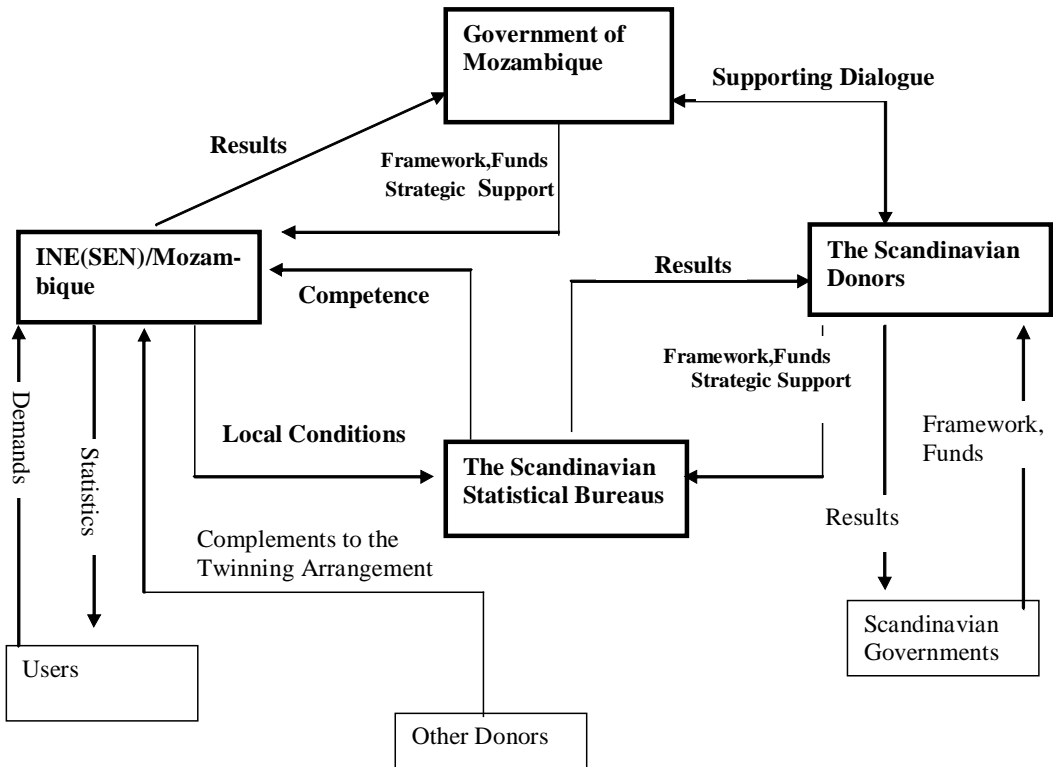 Government of
Mozambique
Supporting Dialogue
Results
Framework,Funds
Strategic Support
INE(SEN)/Mozam-
bique
Competence
Results
The Scandinavian
Donors
Framework,Funds
Strategic Support
Demands
Statistics
Local Conditions
The Scandinavian
Statistical Bureaus
Framework,
Funds
Results
Complements to the
Twinning Arrangement
Users
Scandinavian
Governments
Other Donors